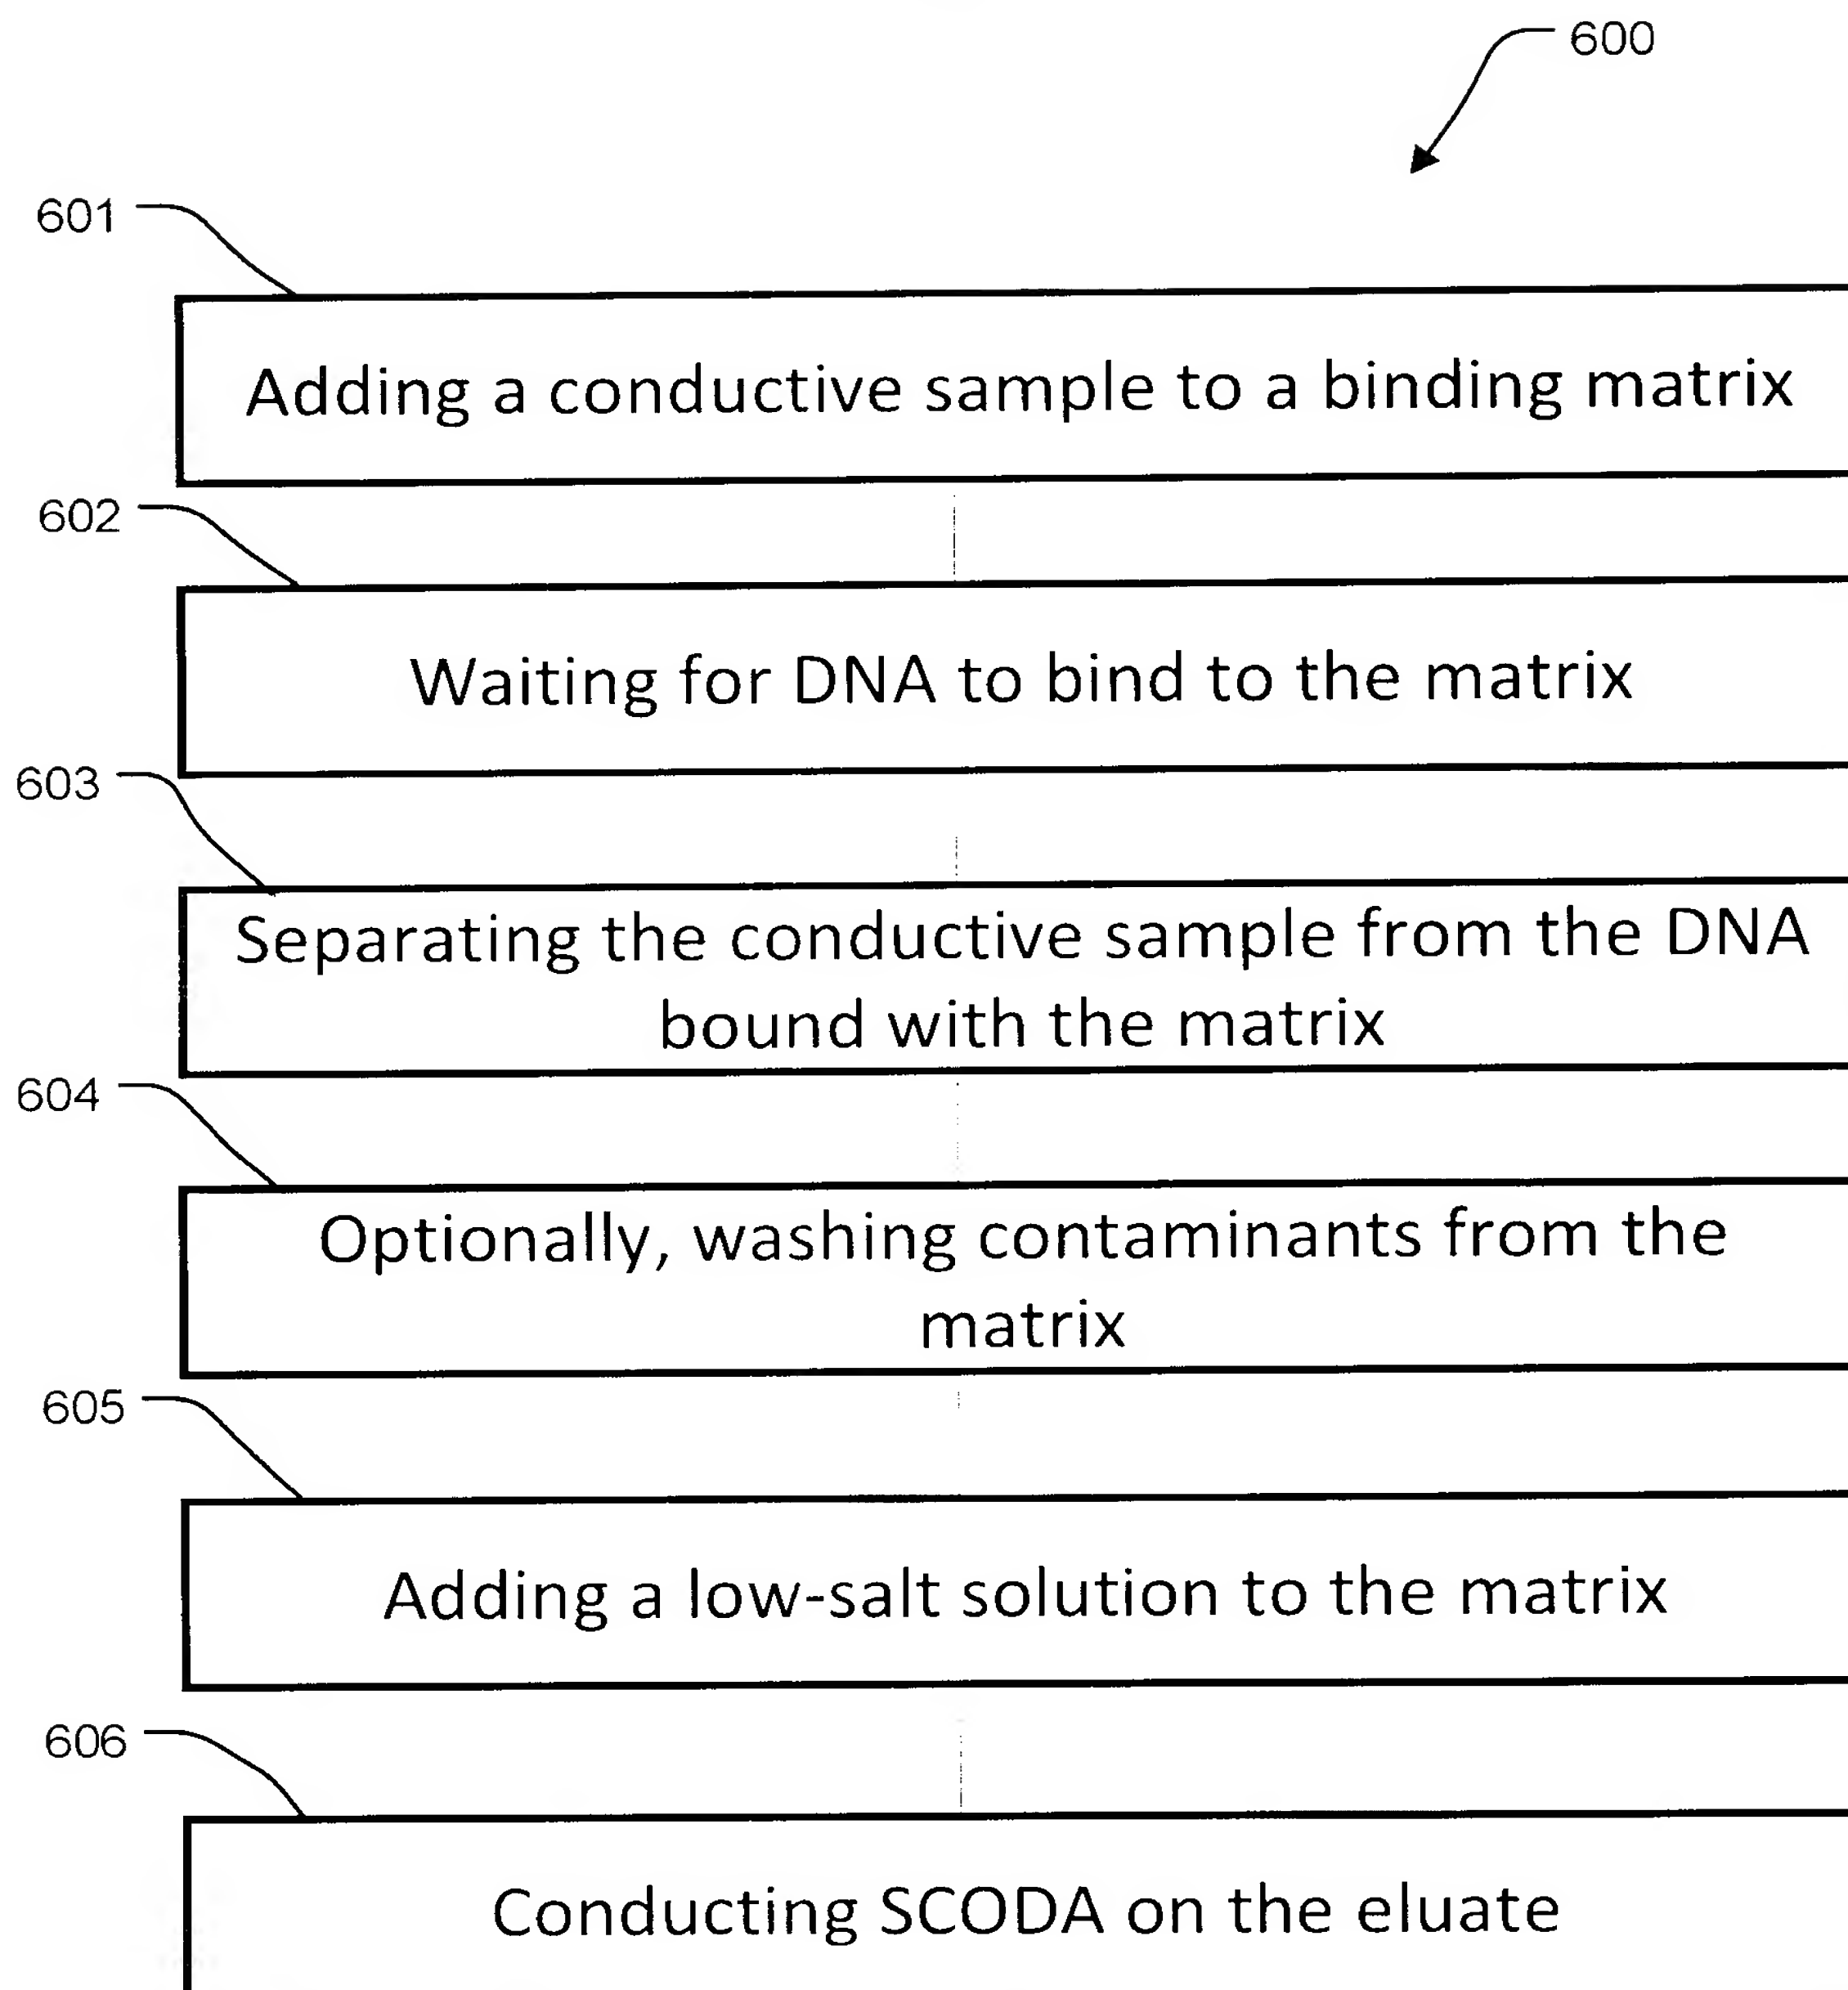 600
601
Adding a conductive sample to a binding matrix
602
Waiting for DNA to bind to the matrix
603
Separating the conductive sample from the DNA
bound with the matrix
604
Optionally, washing contaminants from the
matrix
605
Adding a low-salt solution to the matrix
606
Conducting SCODA on the eluate